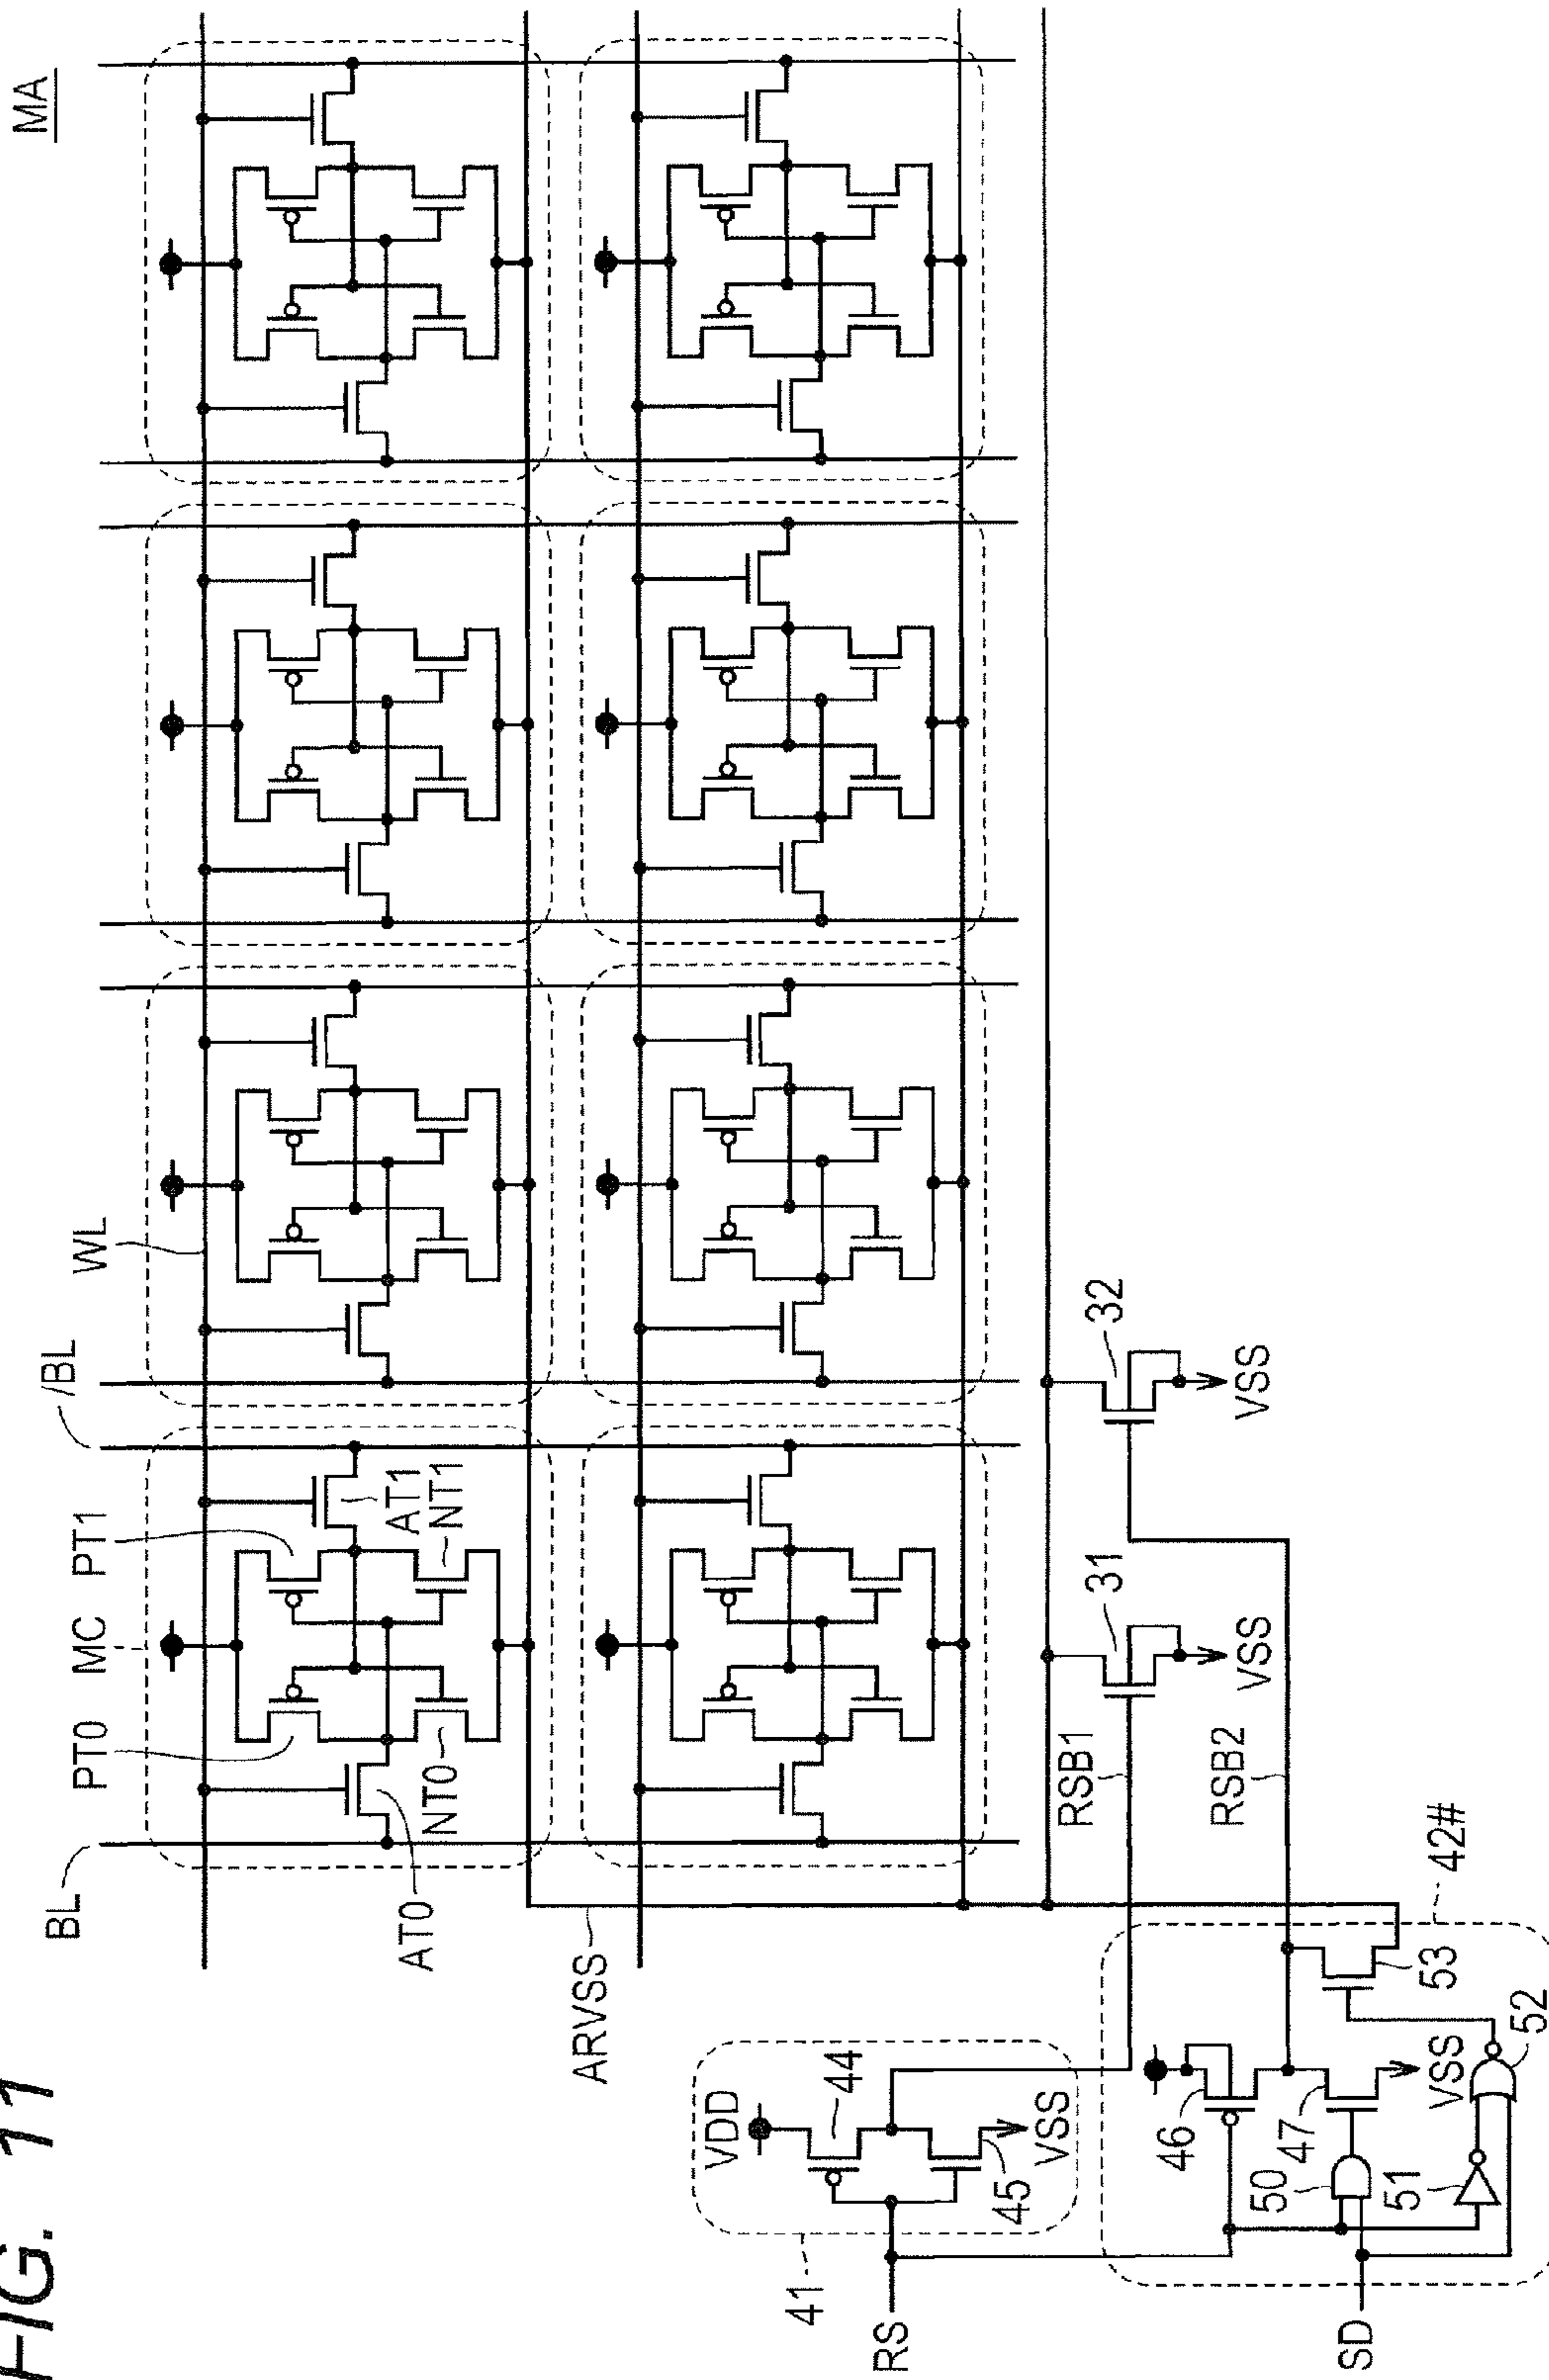 FIG. 11
MA
BL
PT0
MC
PT1
/BL
WL
AT0
NT0
AT1
NT1
ARVSS
VDD
44
45
VSS
41
RS
RSB1
31
VSS
RSB2
32
VSS
42#
46
47
VSS
50
51
52
53
SD